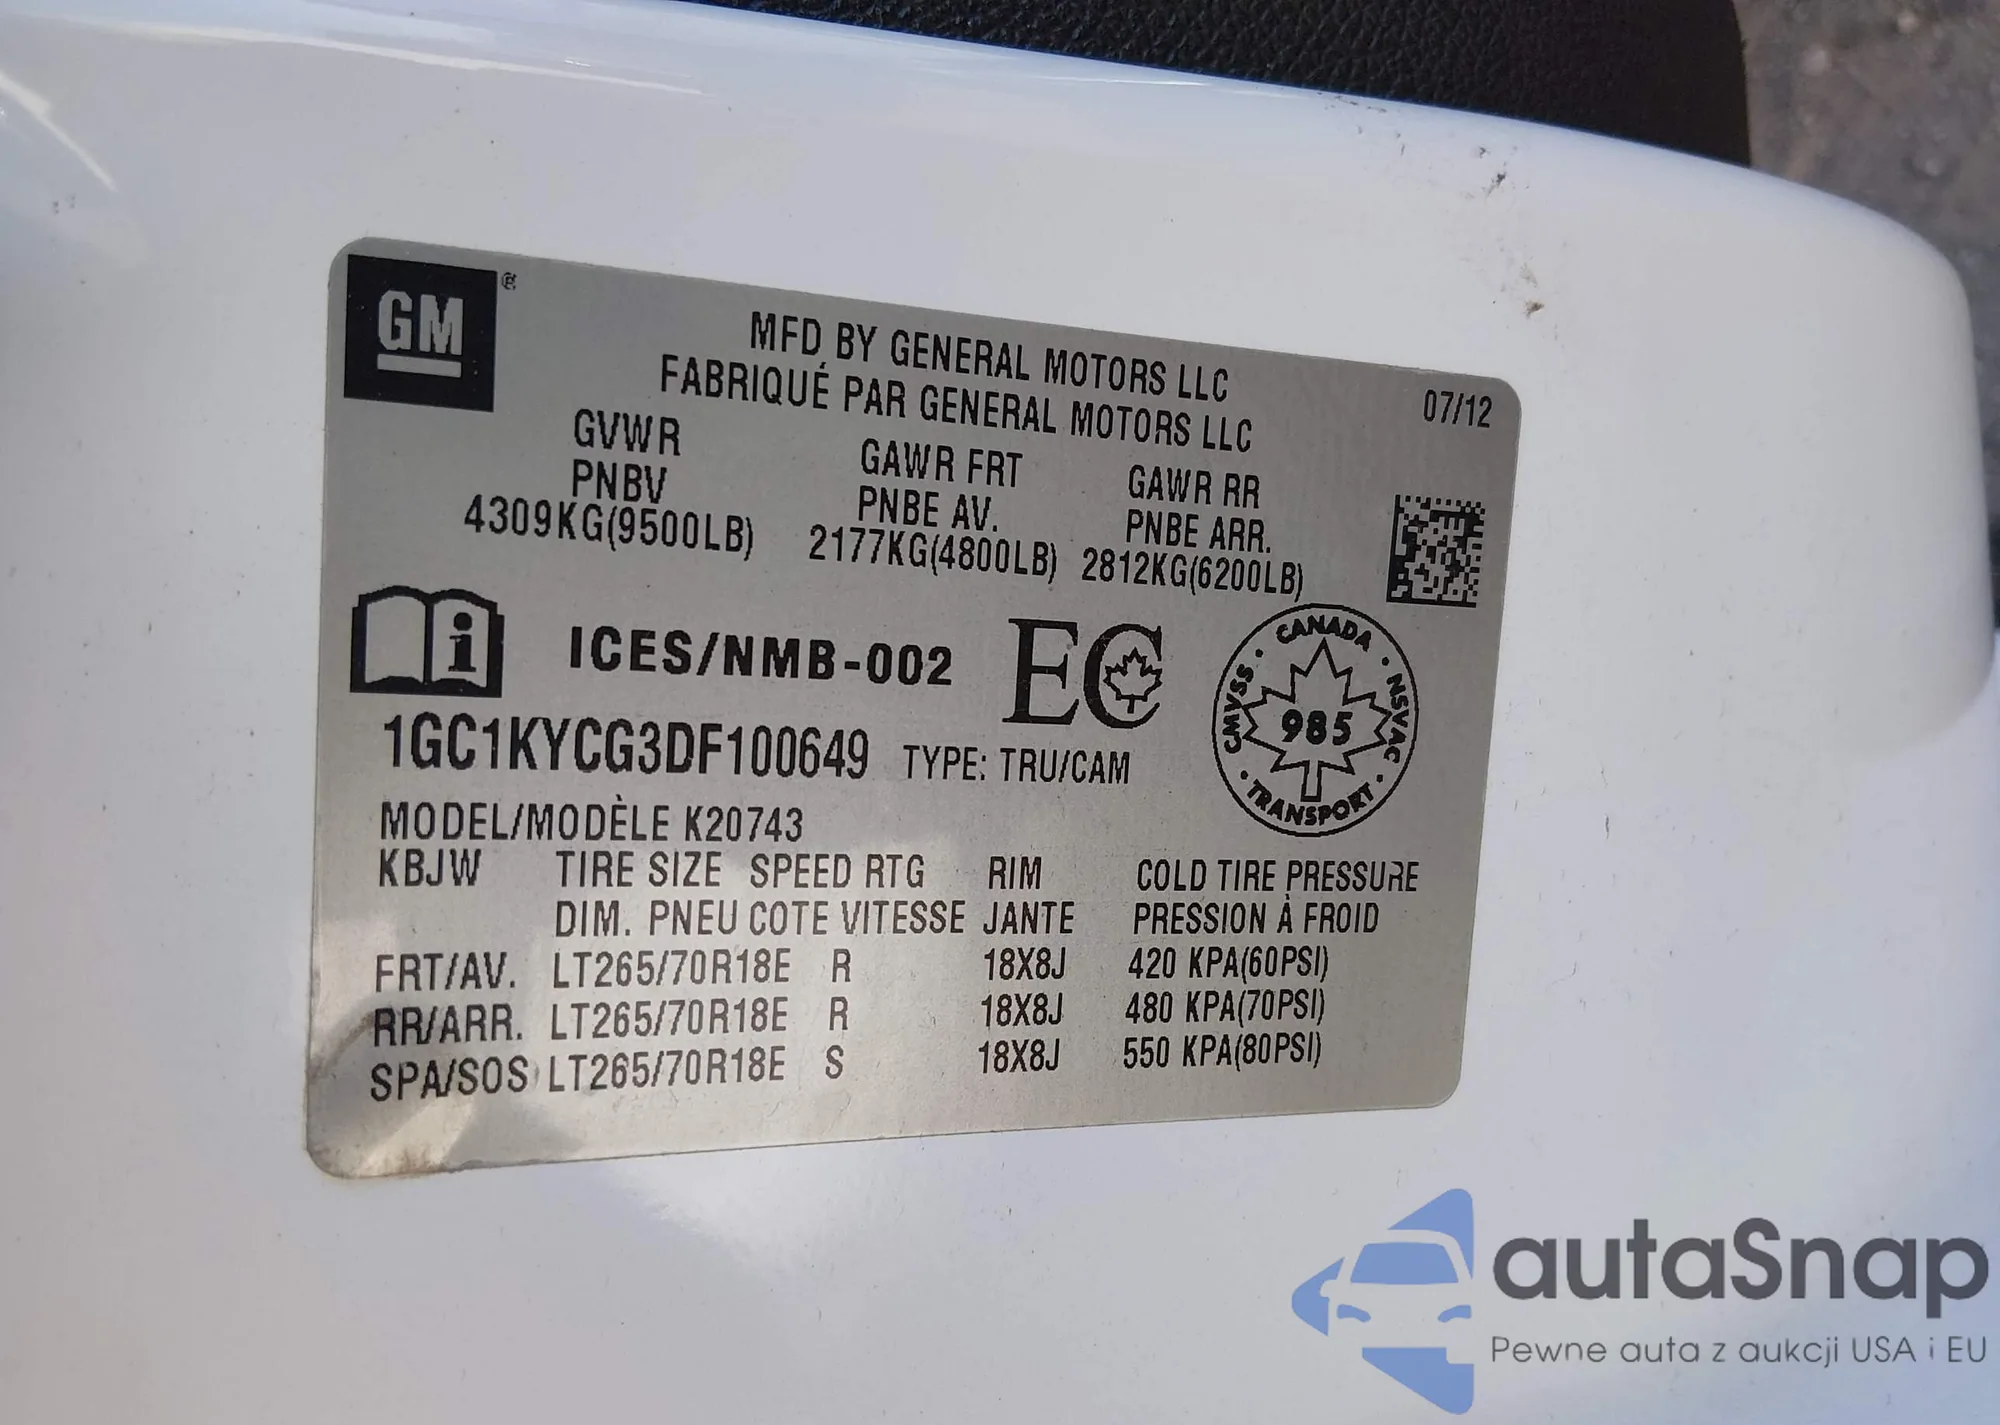 GM ®
MFD BY GENERAL MOTORS LLC
FABRIQUÉ PAR GENERAL MOTORS LLC
07/12
GVWR GAWR FRT GAWR RR
PNBV PNBE AV. PNBE ARR.
4309KG(9500LB) 2177KG(4800LB) 2812KG(6200LB)
i ICES/NMB-002 EC
CANADA · NSVAC · TRANSPORT · CMVSS ·
985
1GC1KYCG3DF100649 TYPE: TRU/CAM
MODEL/MODÈLE K20743
KBJW TIRE SIZE SPEED RTG RIM COLD TIRE PRESSURE
DIM. PNEU COTE VITESSE JANTE PRESSION À FROID
FRT/AV. LT265/70R18E R 18X8J 420 KPA(60PSI)
RR/ARR. LT265/70R18E R 18X8J 480 KPA(70PSI)
SPA/SOS LT265/70R18E S 18X8J 550 KPA(80PSI)
autaSnap
Pewne auta z aukcji USA i EU